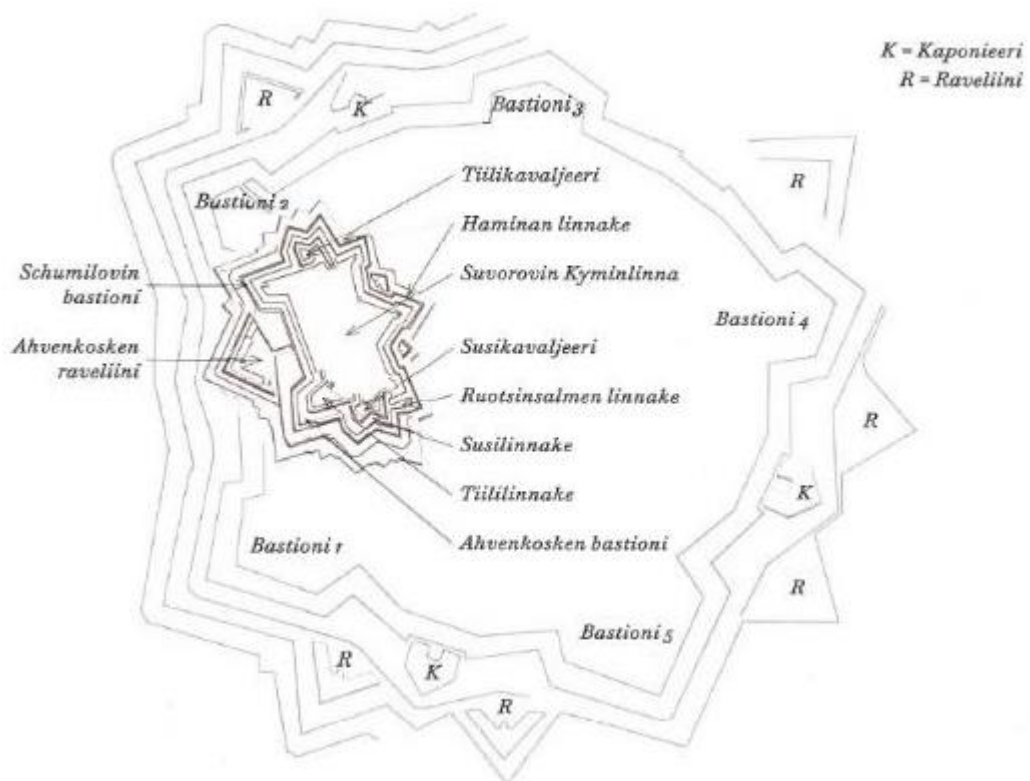 K = Kaponieeri
R = Raveliini
R
K
Bastioni 3
R
Bastioni 2
Tiilikavaljeeri
Haminan linnake
Suvorovin Kyminlinna
Schumilovin
bastioni
Bastioni 4
Ahvenkosken
raveliini
Susikavaljeeri
Ruotsinsalmen linnake
R
Susilinnake
Tiililinnake
K
Bastioni 1
Ahvenkosken bastioni
R
Bastioni 5
R
K
R